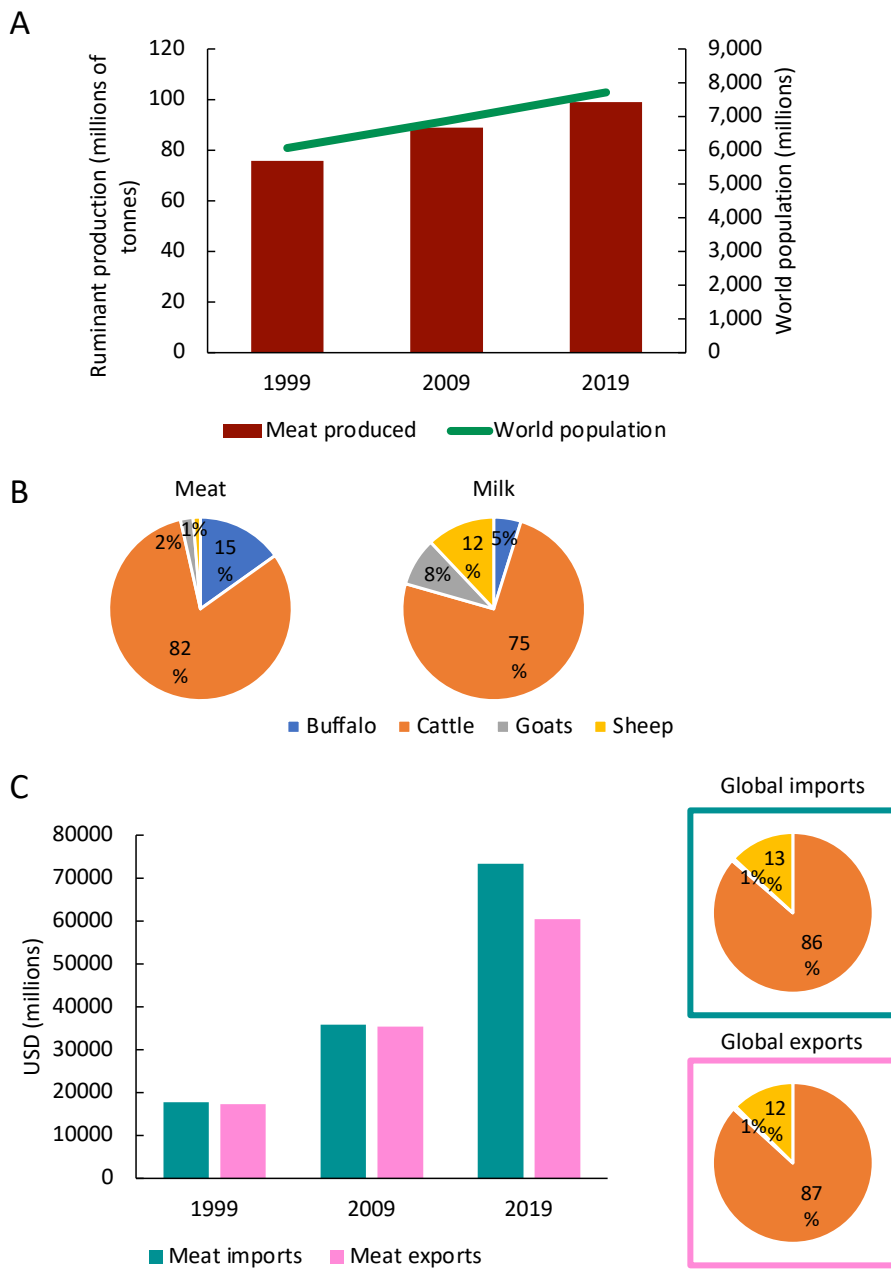 A
Ruminant production (millions of
tonnes)
120
100
80
60
40
20
0
9,000
8,000
7,000
6,000
5,000
4,000
3,000
2,000
1,000
0
World population (millions)
1999 2009 2019
Meat produced World population
B
Meat Milk
2% 1% 15
%
82
%
5%
12
%
8%
75
%
Buffalo Cattle Goats Sheep
C
USD (millions)
80000
70000
60000
50000
40000
30000
20000
10000
0
1999 2009 2019
Meat imports Meat exports
Global imports
13
%
1%
86
%
Global exports
12
%
1%
87
%